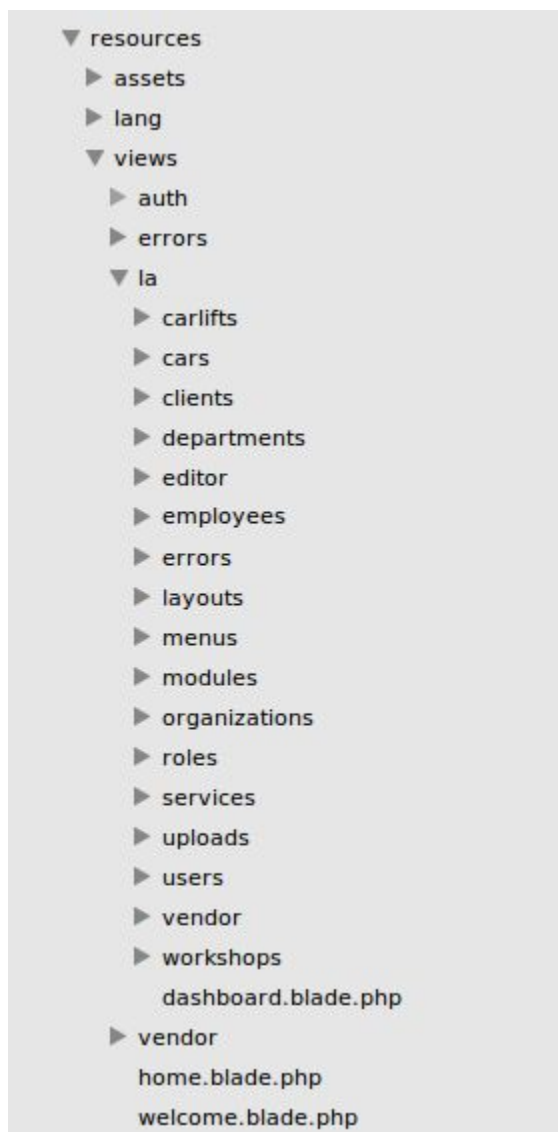 resources
assets
lang
views
auth
errors
la
carlifts
cars
clients
departments
editor
employees
errors
layouts
menus
modules
organizations
roles
services
uploads
users
vendor
workshops
dashboard.blade.php
vendor
home.blade.php
welcome.blade.php